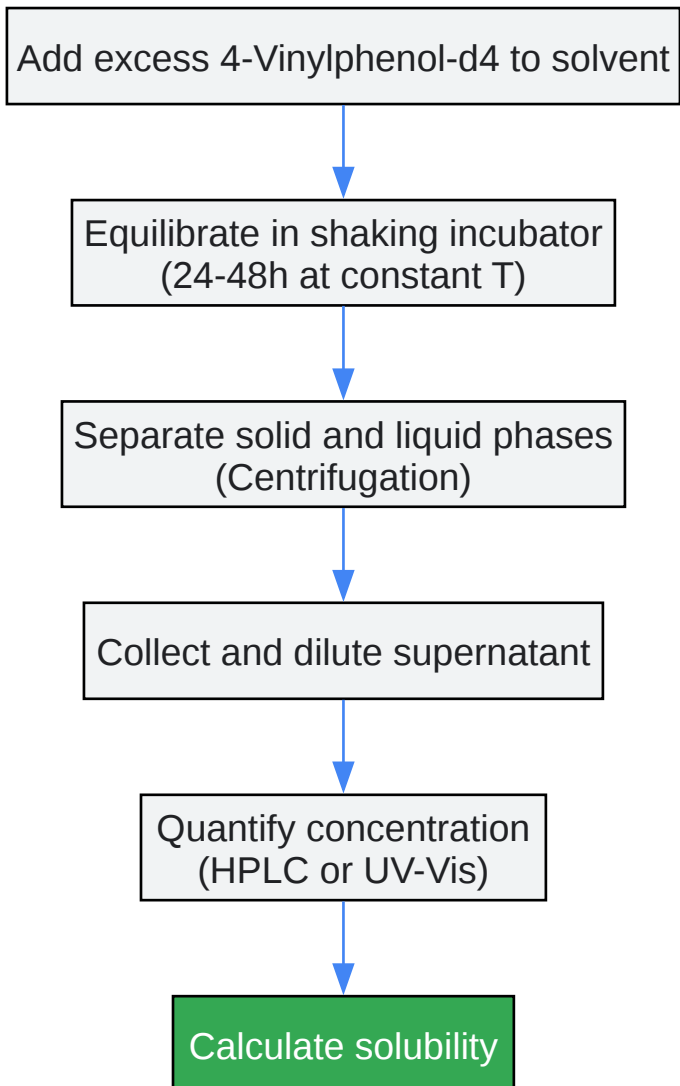 Add excess 4-Vinylphenol-d4 to solvent
Equilibrate in shaking incubator
(24-48h at constant T)
Separate solid and liquid phases
(Centrifugation)
Collect and dilute supernatant
Quantify concentration
(HPLC or UV-Vis)
Calculate solubility